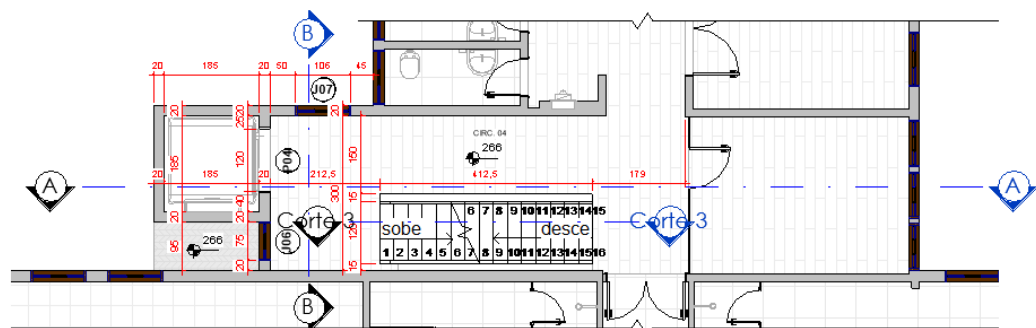 B
20 185 20 50 106 45
J07
20 20 20
25
CIRC. 04
266
185 120 P04 150
A
20 185 20 212,5 412,5 179
A
40 300 15
6 7 8 9 10 11 12 13 14 15
20 20 Corte 3 sobe desce Corte-3
266 95 75 J06 120
1 2 3 4 5 6 7 8 9 10 11 12 13 14 15 16
20 15
B